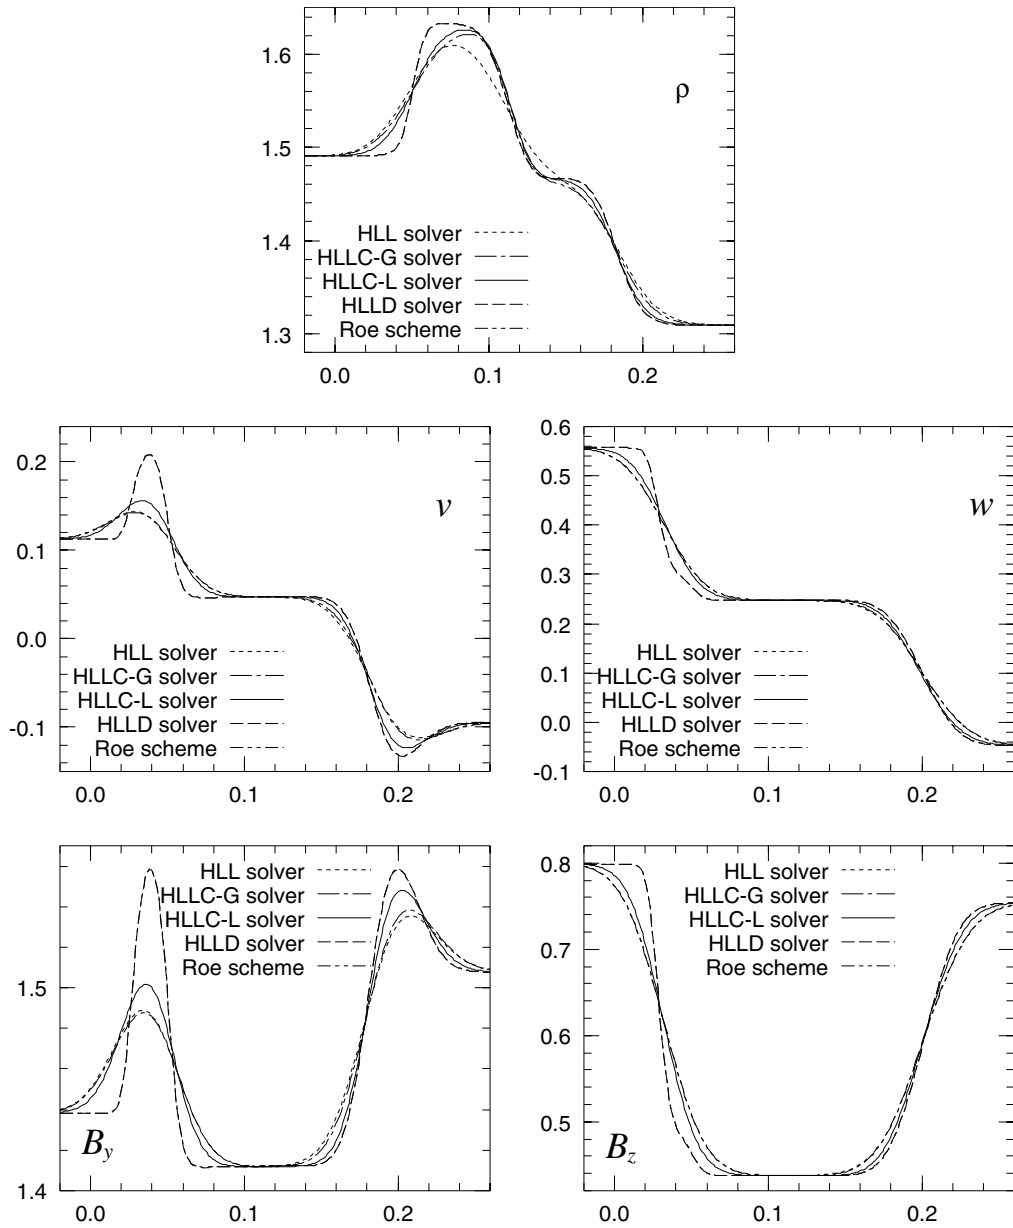 1.6
ρ
1.5
1.4
HLL solver
HLLC-G solver
HLLC-L solver
HLLD solver
Roe scheme
1.3
0.0 0.1 0.2
0.2
v
0.1
0.0
HLL solver
HLLC-G solver
HLLC-L solver
HLLD solver
-0.1
Roe scheme
0.0 0.1 0.2
0.6
w
0.5
0.4
0.3
0.2
HLL solver
HLLC-G solver
0.1
HLLC-L solver
0.0
HLLD solver
Roe scheme
-0.1
0.0 0.1 0.2
HLL solver
HLLC-G solver
HLLC-L solver
HLLD solver
Roe scheme
1.5
By
1.4
0.0 0.1 0.2
0.8
HLL solver
HLLC-G solver
HLLC-L solver
0.7
HLLD solver
Roe scheme
0.6
0.5
Bz
0.0 0.1 0.2